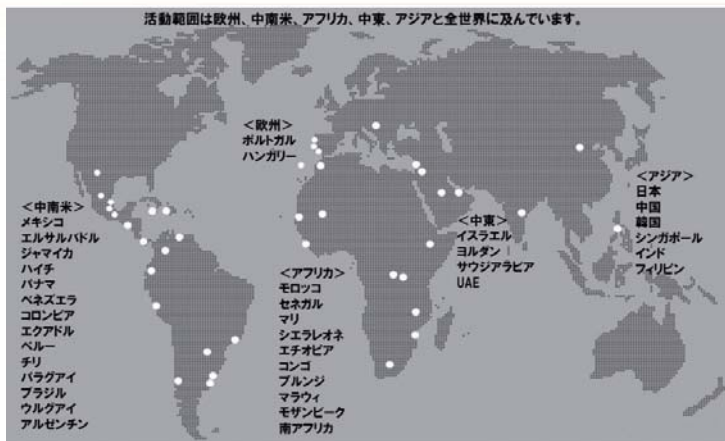 活動範囲は欧州、中南米、アフリカ、中東、アジアと全世界に及んでいます。
＜欧州＞
ポルトガル
ハンガリー
＜中南米＞
メキシコ
エルサルバドル
ジャマイカ
ハイチ
パナマ
ベネズエラ
コロンビア
エクアドル
ペルー
チリ
パラグアイ
ブラジル
ウルグアイ
アルゼンチン
＜アフリカ＞
モロッコ
セネガル
マリ
シエラレオネ
エチオピア
コンゴ
ブルンジ
マラウィ
モザンビーク
南アフリカ
＜中東＞
イスラエル
ヨルダン
サウジアラビア
UAE
＜アジア＞
日本
中国
韓国
シンガポール
インド
フィリピン